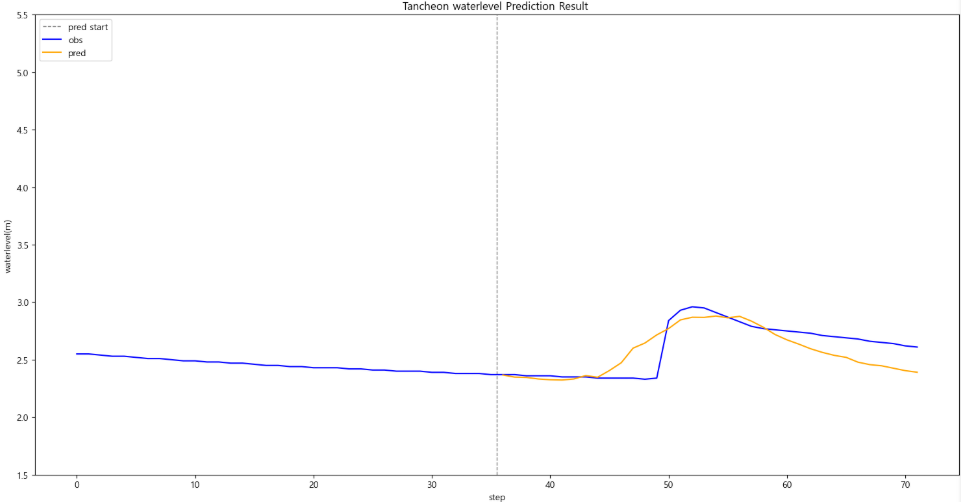 Tancheon waterlevel Prediction Result
pred start
obs
pred
5.5
5.0
4.5
4.0
3.5
3.0
2.5
2.0
1.5
waterlevel(m)
0 10 20 30 40 50 60 70
step